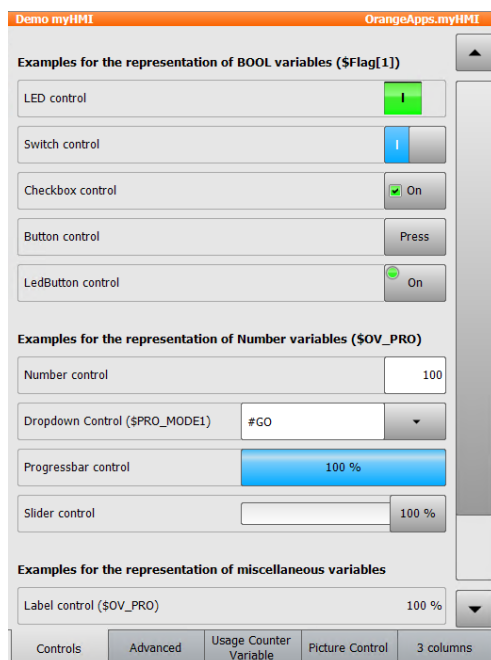 Demo myHMI OrangeApps.myHMI
Examples for the representation of BOOL variables ($Flag[1])
LED control I
Switch control I
Checkbox control On
Button control Press
LedButton control On
Examples for the representation of Number variables ($OV_PRO)
Number control 100
Dropdown Control ($PRO_MODE1) #GO
Progressbar control 100 %
Slider control 100 %
Examples for the representation of miscellaneous variables
Label control ($OV_PRO) 100 %
Controls Advanced Usage Counter Variable Picture Control 3 columns